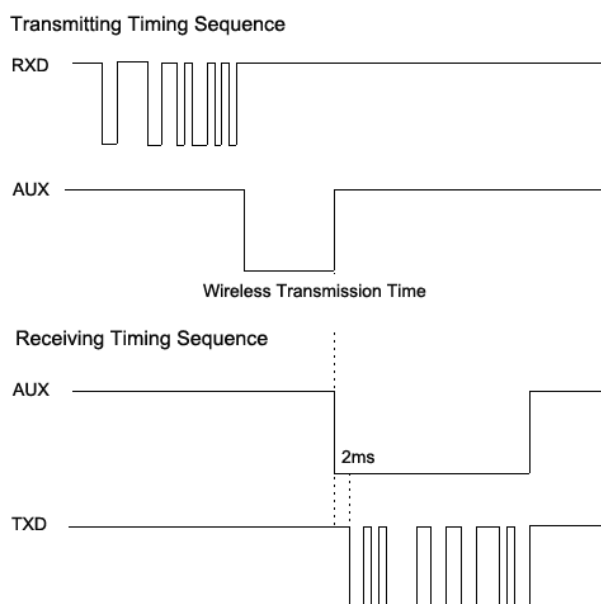 Transmitting Timing Sequence
RXD
AUX
Wireless Transmission Time
Receiving Timing Sequence
AUX
2ms
TXD